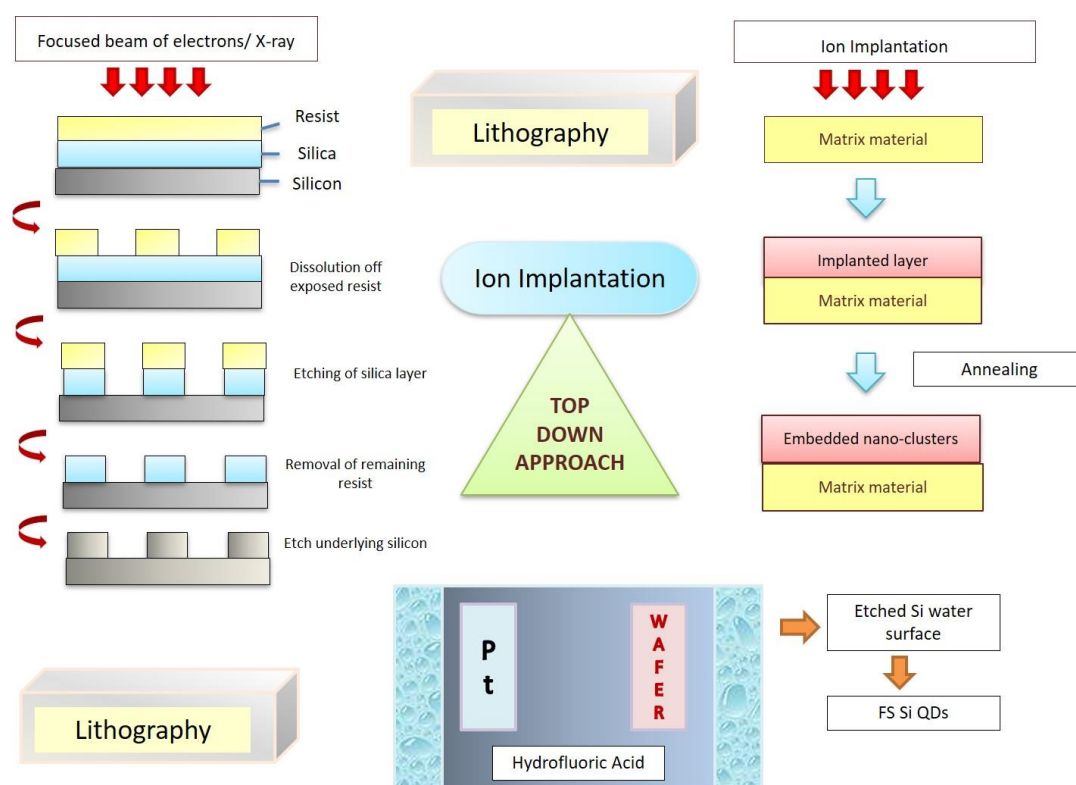 Focused beam of electrons/ X-ray
Resist
Silica
Silicon
Dissolution off
exposed resist
Etching of silica layer
Removal of remaining
resist
Etch underlying silicon
Lithography
Lithography
Ion Implantation
TOP
DOWN
APPROACH
Ion Implantation
Matrix material
Implanted layer
Matrix material
Annealing
Embedded nano-clusters
Matrix material
Pt
WAFER
Hydrofluoric Acid
Etched Si water
surface
FS Si QDs